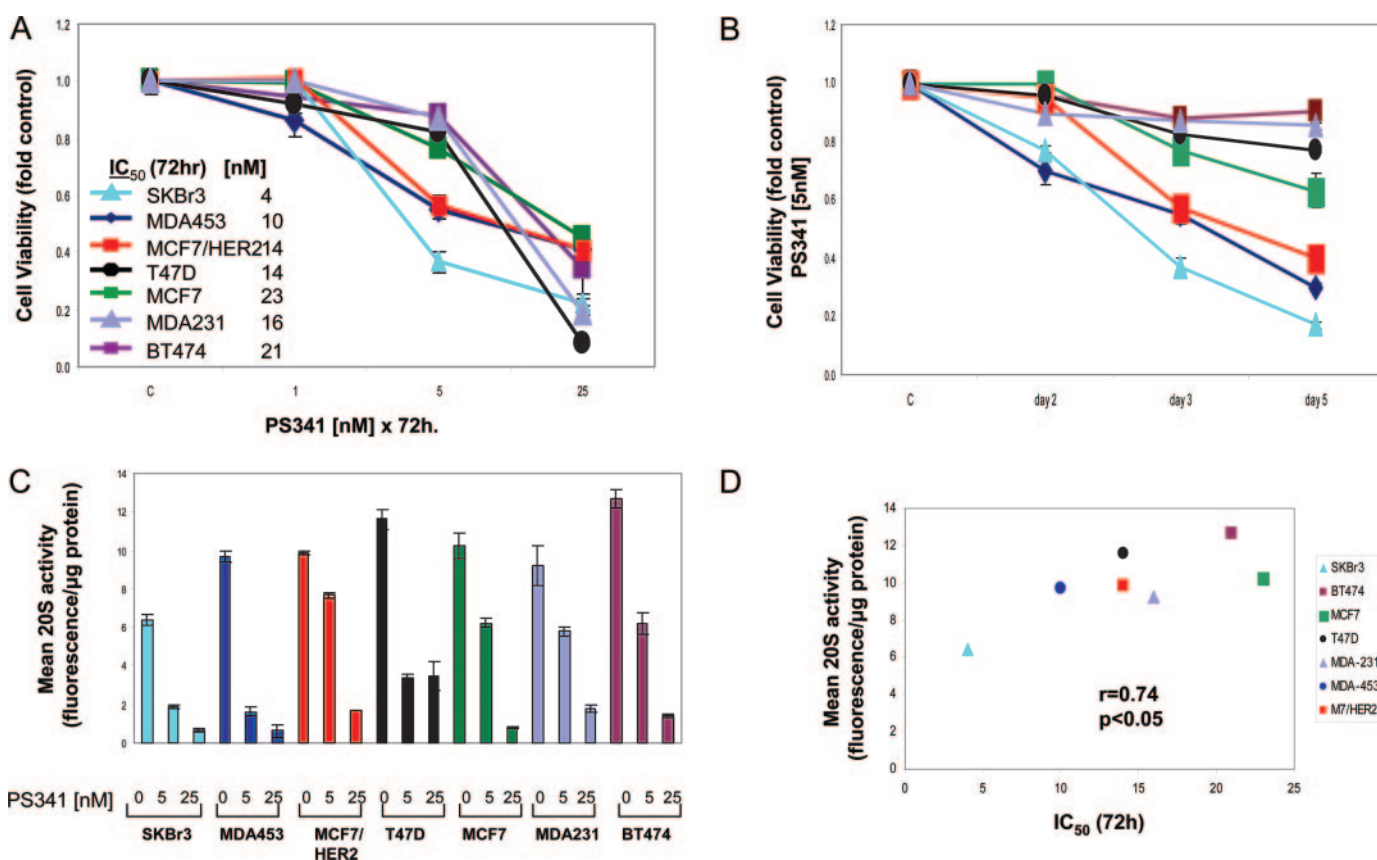 A
Cell Viability (fold control)
1.2
1.0
0.8
0.6
0.4
0.2
0.0
IC50 (72hr) [nM]
SKBr3 4
MDA453 10
MCF7/HER214
T47D 14
MCF7 23
MDA231 16
BT474 21
C 1 5 25
PS341 [nM] x 72h.
B
Cell Viability (fold control)
PS341 [5nM]
1.2
1.0
0.8
0.6
0.4
0.2
0.0
C day 2 day 3 day 5
C
Mean 20S activity
(fluorescence/µg protein)
14
12
10
8
6
4
2
0
PS341 [nM] 0 5 25 0 5 25 0 5 25 0 5 25 0 5 25 0 5 25 0 5 25
SKBr3 MDA453 MCF7/ T47D MCF7 MDA231 BT474
HER2
D
Mean 20S activity
(fluorescence/µg protein)
14
12
10
8
6
4
2
0
r=0.74
p<0.05
0 5 10 15 20 25
IC50 (72h)
SKBr3
BT474
MCF7
T47D
MDA-231
MDA-453
M7/HER2